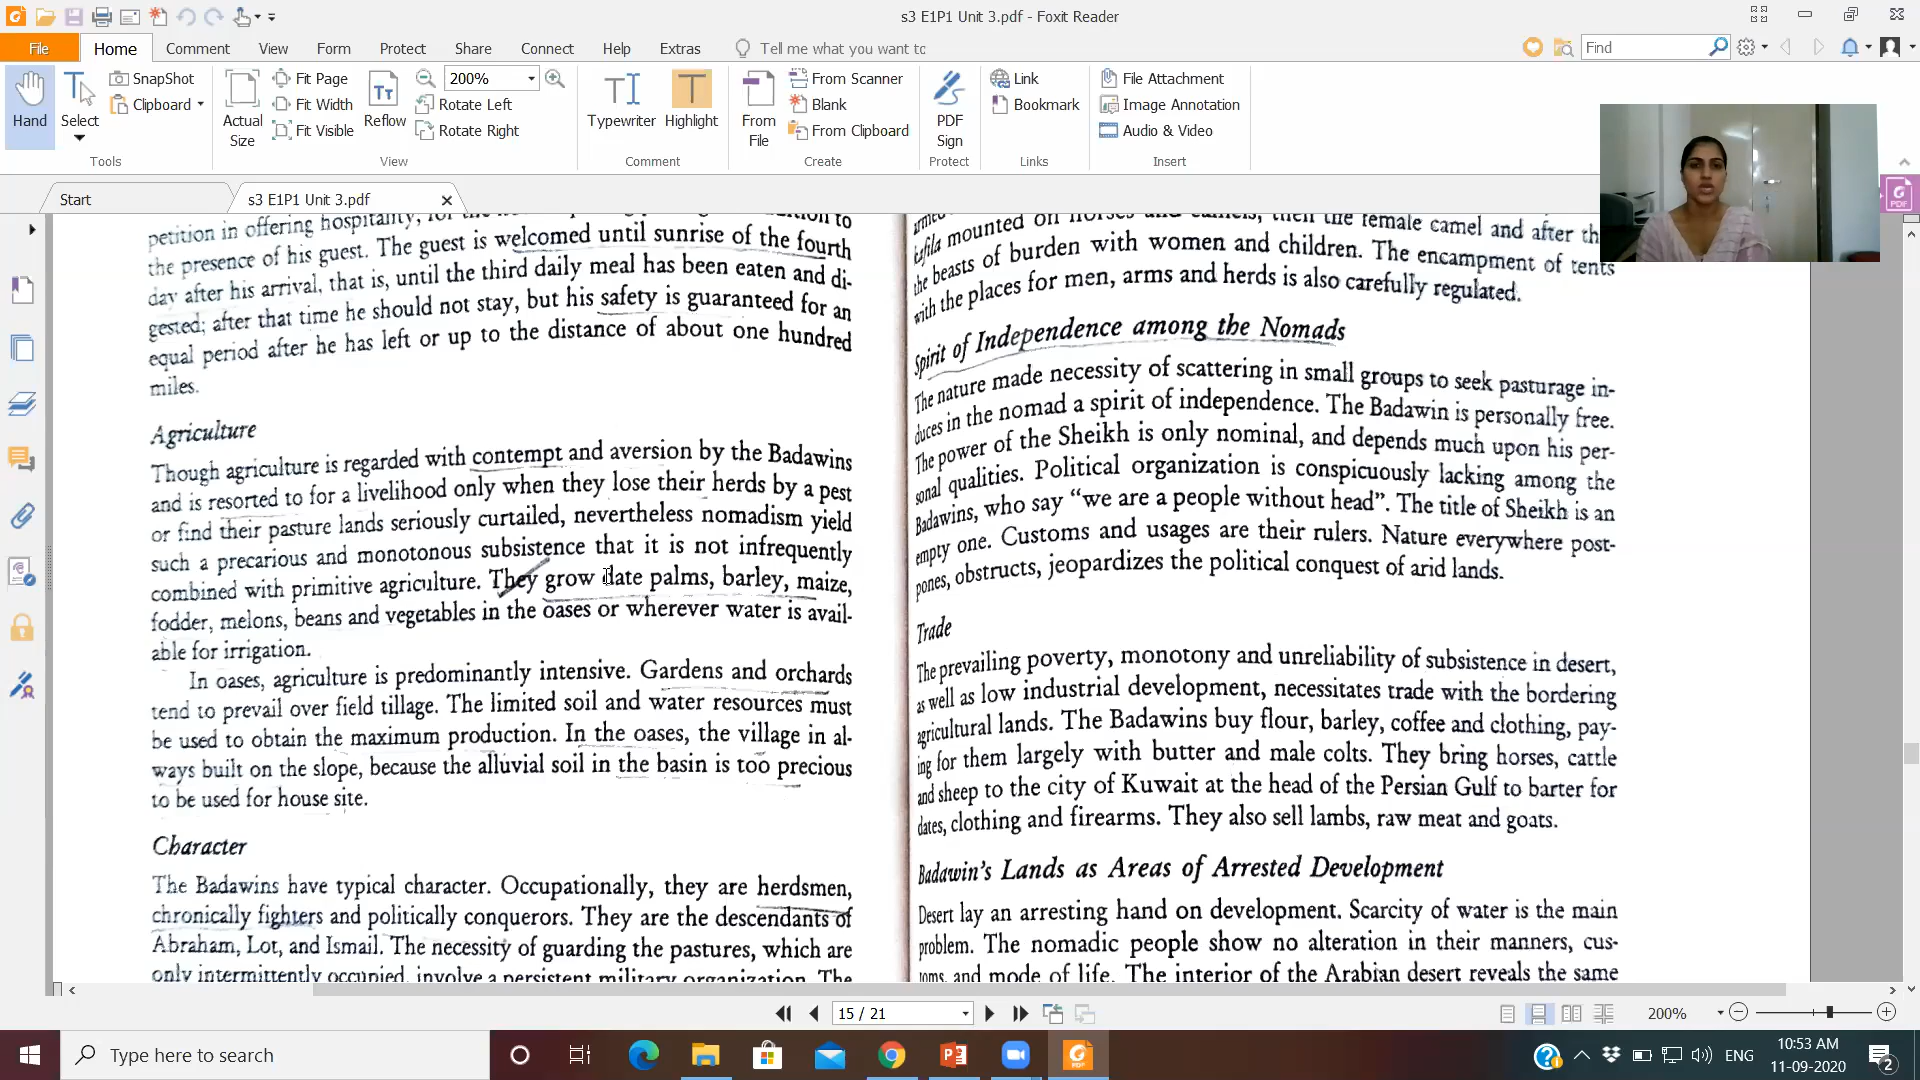 s3 E1P1 Unit 3.pdf - Foxit Reader
File Home Comment View Form Protect Share Connect Help Extras Tell me what you want to Find
SnapShot Fit Page 200% From Scanner Link File Attachment
Clipboard Fit Width Rotate Left Blank Bookmark Image Annotation
Hand Select Actual Size Fit Visible Reflow Rotate Right Typewriter Highlight From File From Clipboard PDF Sign Audio & Video
Tools View Comment Create Protect Links Insert
Start s3 E1P1 Unit 3.pdf
petition in offering hospitality,
the presence of his guest. The guest is welcomed until sunrise of the fourth
day after his arrival, that is, until the third daily meal has been eaten and di-
gested; after that time he should not stay, but his safety is guaranteed for an
equal period after he has left or up to the distance of about one hundred
miles.
Agriculture
Though agriculture is regarded with contempt and aversion by the Badawins
and is resorted to for a livelihood only when they lose their herds by a pest
or find their pasture lands seriously curtailed, nevertheless nomadism yield
such a precarious and monotonous subsistence that it is not infrequently
combined with primitive agriculture. They grow date palms, barley, maize,
fodder, melons, beans and vegetables in the oases or wherever water is avail-
able for irrigation.
In oases, agriculture is predominantly intensive. Gardens and orchards
tend to prevail over field tillage. The limited soil and water resources must
be used to obtain the maximum production. In the oases, the village in al-
ways built on the slope, because the alluvial soil in the basin is too precious
to be used for house site.
Character
The Badawins have typical character. Occupationally, they are herdsmen,
chronically fighters and politically conquerors. They are the descendants of
Abraham, Lot, and Ismail. The necessity of guarding the pastures, which are
only intermittently occupied, involve a persistent military organization. The
kafila mounted on horses and camels, then the female camel and after
the beasts of burden with women and children. The encampment of tents
with the places for men, arms and herds is also carefully regulated.
Spirit of Independence among the Nomads
The nature made necessity of scattering in small groups to seek pasturage in-
duces in the nomad a spirit of independence. The Badawin is personally free.
The power of the Sheikh is only nominal, and depends much upon his per-
sonal qualities. Political organization is conspicuously lacking among the
Badawins, who say “we are a people without head”. The title of Sheikh is an
empty one. Customs and usages are their rulers. Nature everywhere post-
pones, obstructs, jeopardizes the political conquest of arid lands.
Trade
The prevailing poverty, monotony and unreliability of subsistence in desert,
as well as low industrial development, necessitates trade with the bordering
agricultural lands. The Badawins buy flour, barley, coffee and clothing, pay-
ing for them largely with butter and male colts. They bring horses, cattle
and sheep to the city of Kuwait at the head of the Persian Gulf to barter for
dates, clothing and firearms. They also sell lambs, raw meat and goats.
Badawin's Lands as Areas of Arrested Development
Desert lay an arresting hand on development. Scarcity of water is the main
problem. The nomadic people show no alteration in their manners, cus-
toms, and mode of life. The interior of the Arabian desert reveals the same
15 / 21 200%
Type here to search ENG 10:53 AM
11-09-2020 2